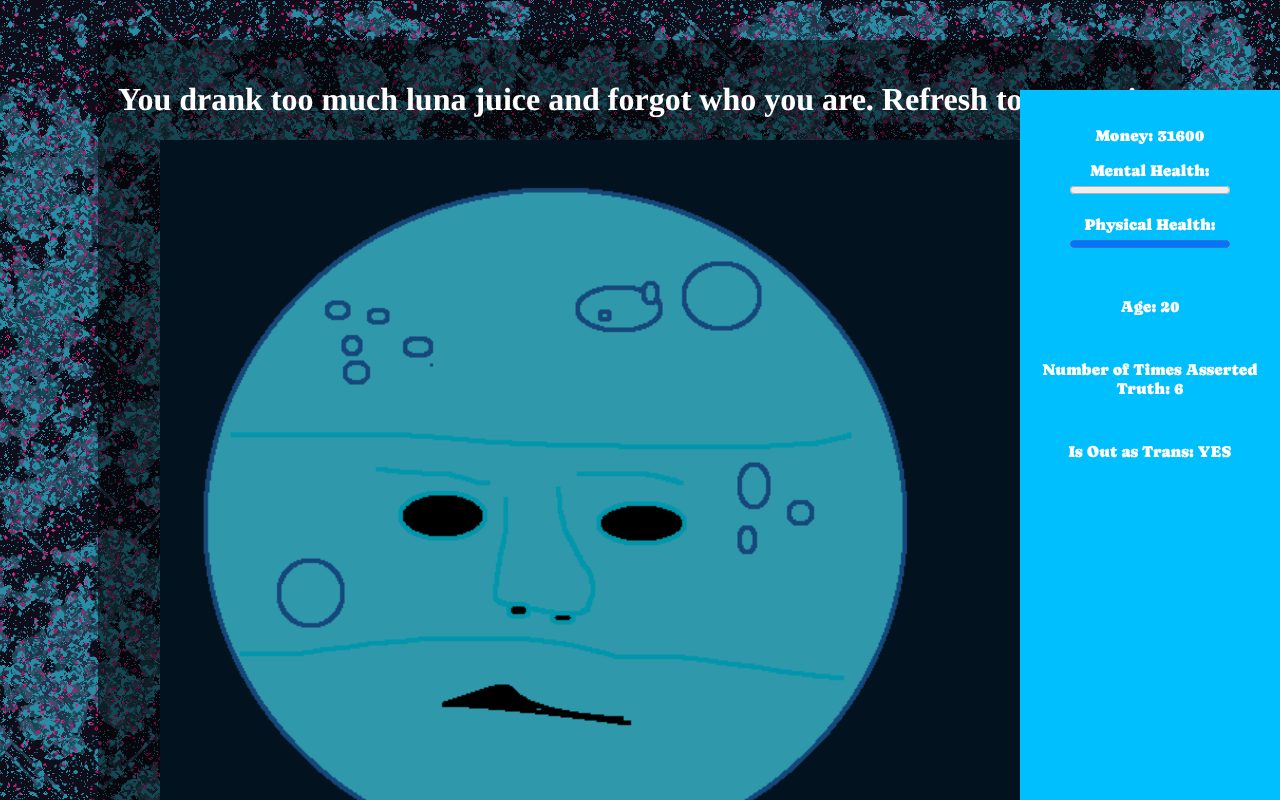 You drank too much luna juice and forgot who you are. Refresh to
Money: 31600
Mental Health:
Physical Health:
Age: 20
Number of Times Asserted
Truth: 6
Is Out as Trans: YES